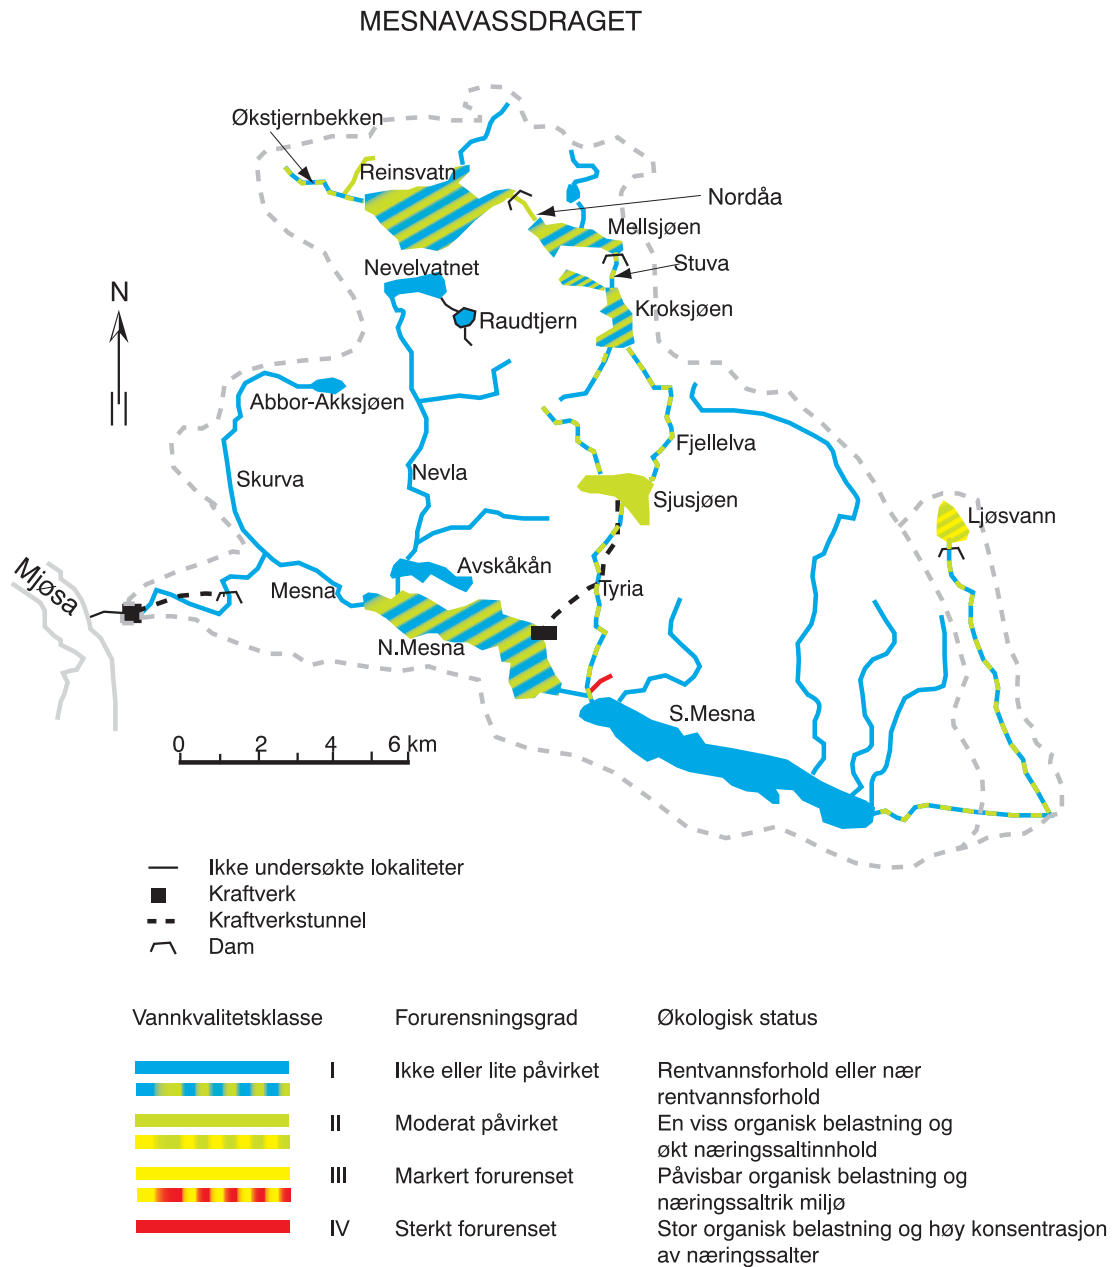 MESNAVASSDRAGET
Økstjernbekken
Reinsvatn
Nordåa
Mellsjøen
Stuva
Nevelvatnet
N
Kroksjøen
Raudtjern
Abbor-Akksjøen
Fjellelva
Skurva
Nevla
Sjusjøen
Ljøsvann
Avskåkån
Mjøsa
Mesna
Tyria
N.Mesna
S.Mesna
0 2 4 6 km
Ikke undersøkte lokaliteter
Kraftverk
Kraftverkstunnel
Dam
Vannkvalitetsklasse Forurensningsgrad Økologisk status
I Ikke eller lite påvirket Rentvannsforhold eller nær
rentvannsforhold
II Moderat påvirket En viss organisk belastning og
økt næringssaltinnhold
III Markert forurenset Påvisbar organisk belastning og
næringssaltrik miljø
IV Sterkt forurenset Stor organisk belastning og høy konsentrasjon
av næringssalter